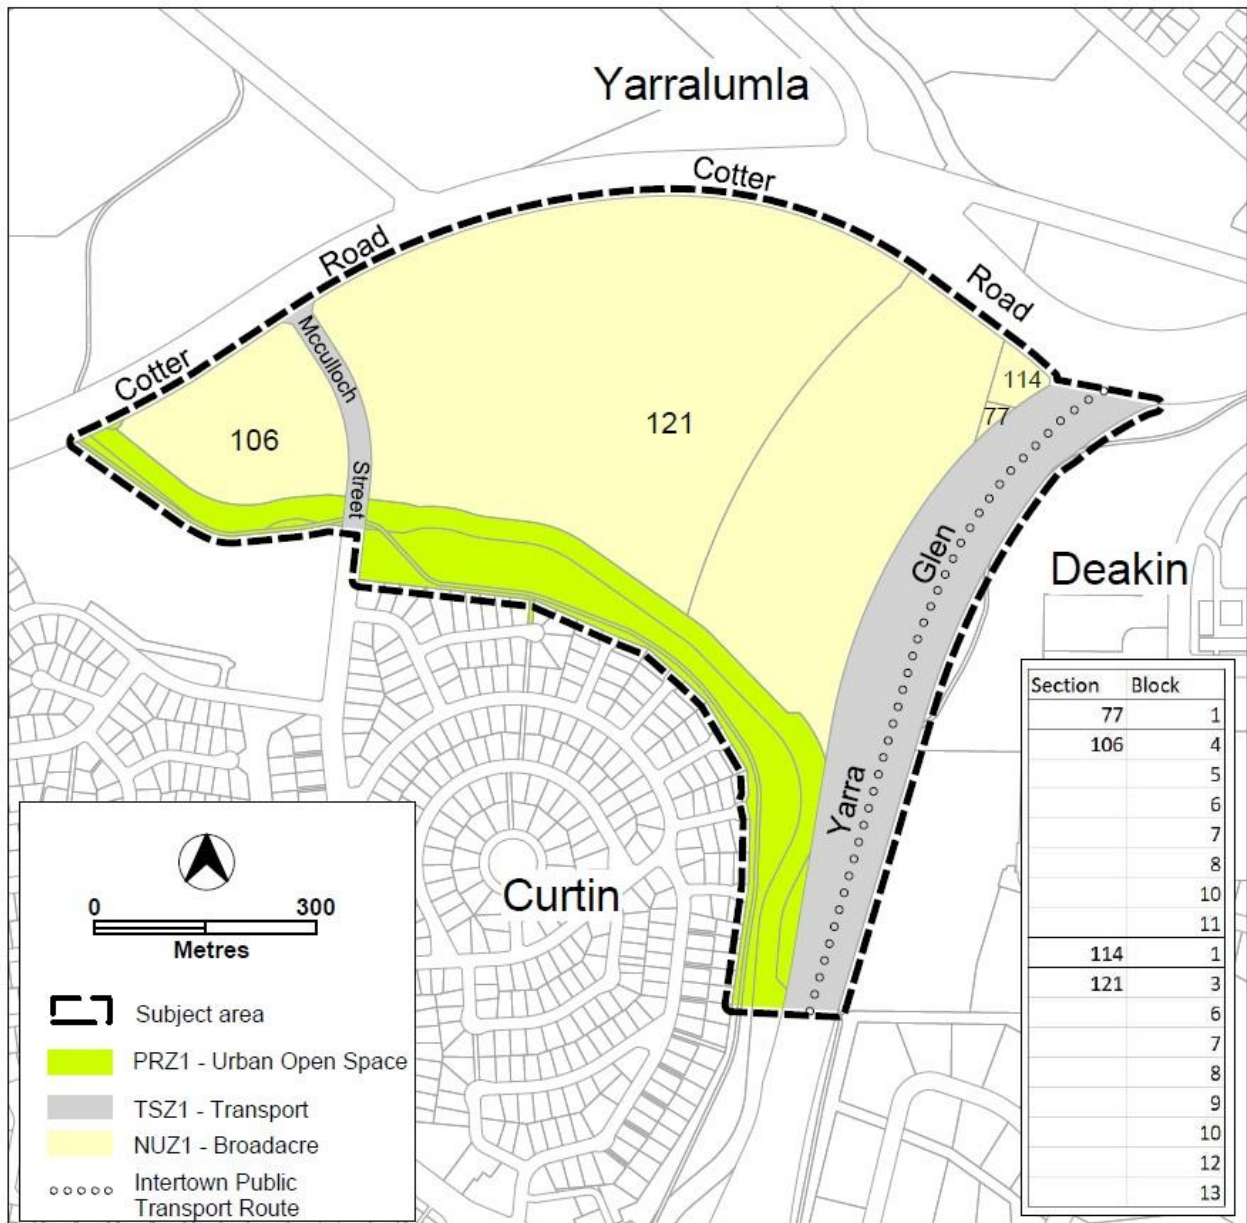 Yarralumla
Cotter
Road
Road
Cotter
Mcculloch
Street
114
77
121
106
Glen
Yarra
Deakin
Curtin
Section Block
77 1
106 4
5
6
7
8
10
11
114 1
121 3
6
7
8
9
10
12
13
0 300
Metres
Subject area
PRZ1 - Urban Open Space
TSZ1 - Transport
NUZ1 - Broadacre
Intertown Public
Transport Route